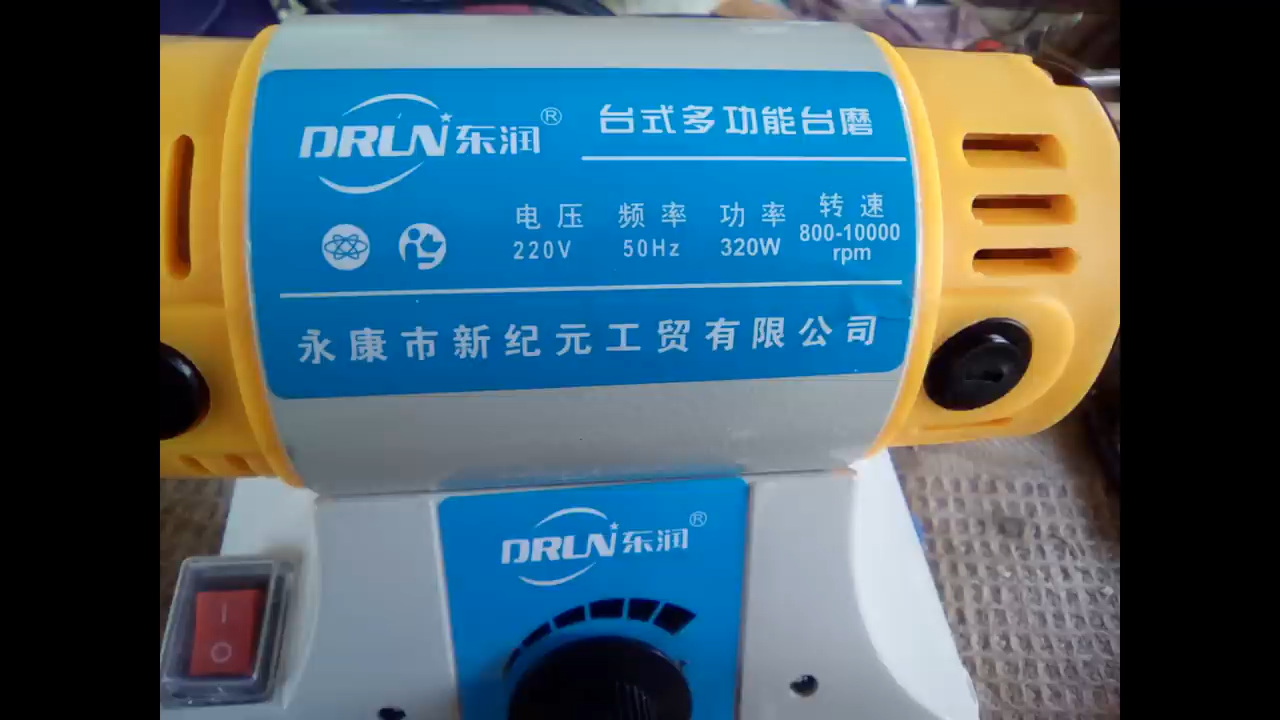 DRLN东润® 台式多功能台磨
电压 频率 功率 转速
220V 50Hz 320W 800-10000 rpm
永康市新纪元工贸有限公司
DRLN东润®
I
O